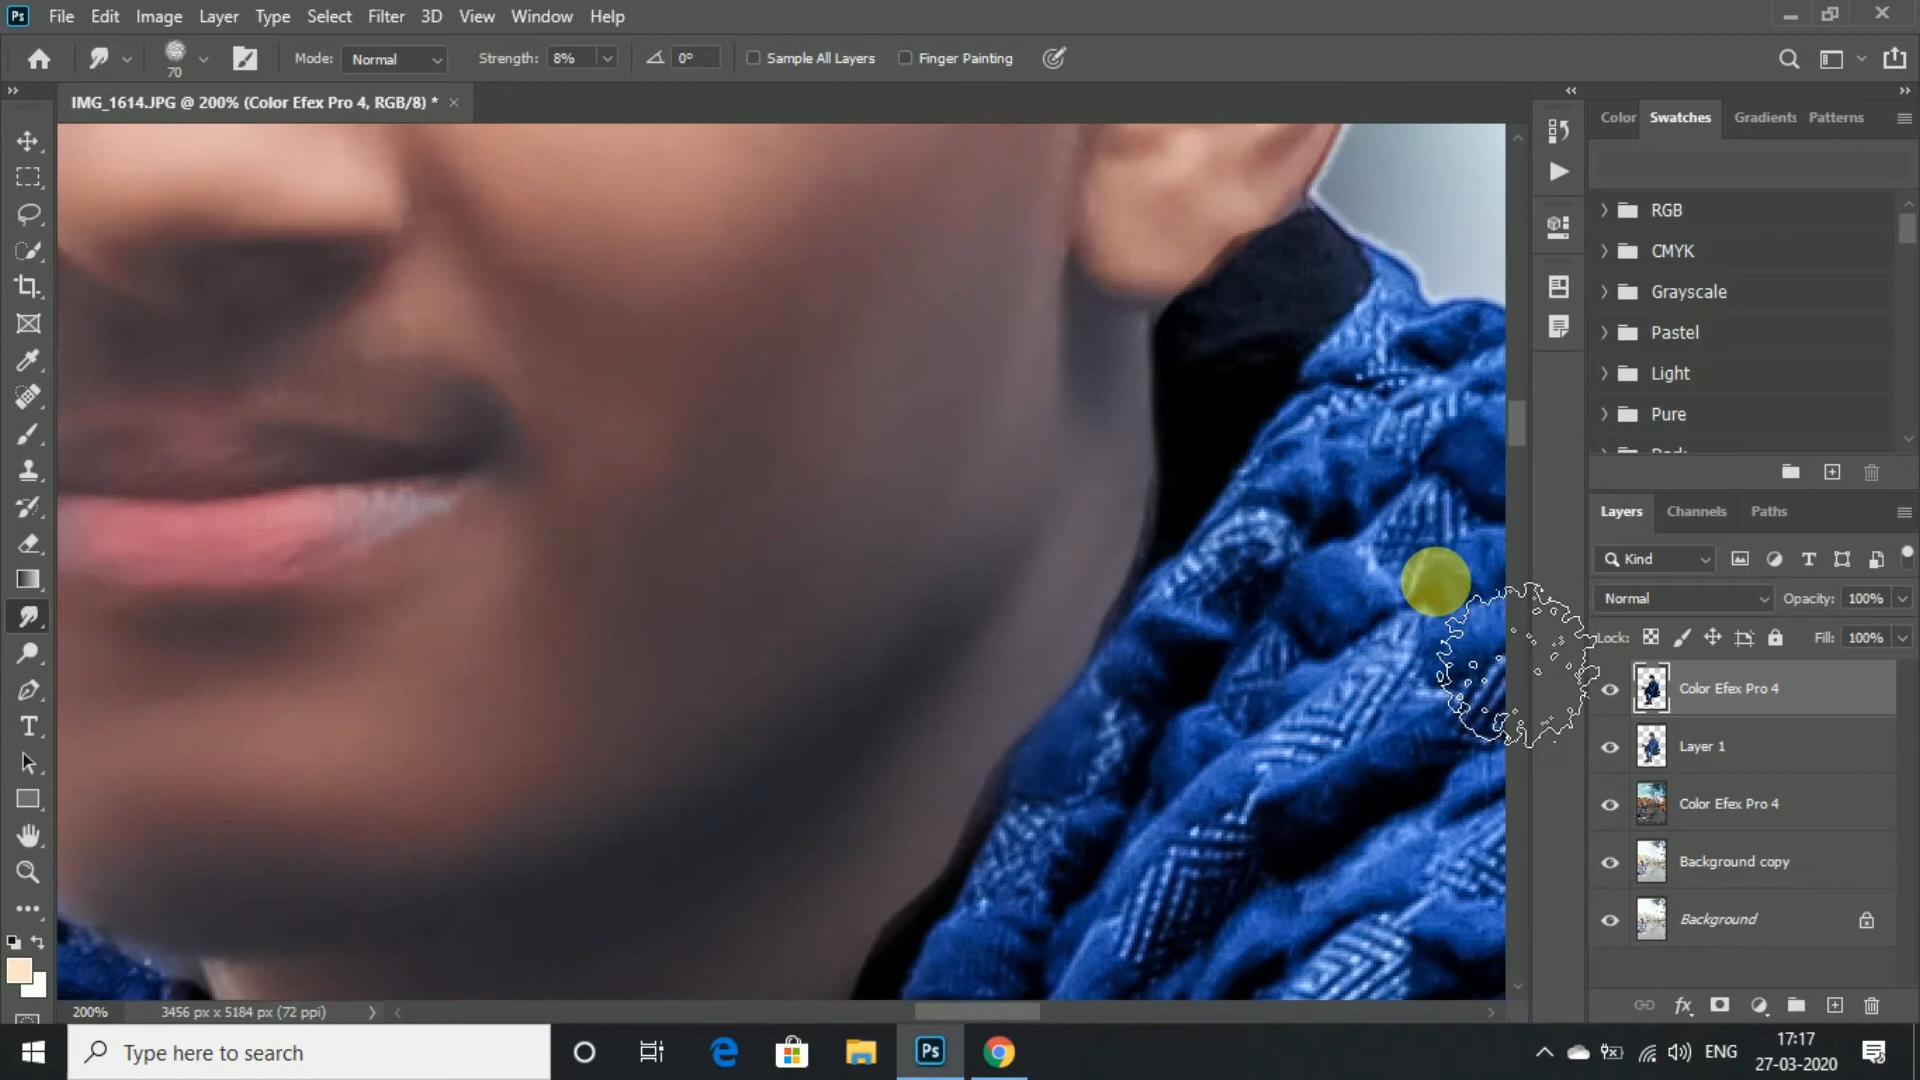 Ps File Edit Image Layer Type Select Filter 3D View Window Help
70 Mode: Normal Strength: 8% 0° Sample All Layers Finger Painting
IMG_1614.JPG @ 200% (Color Efex Pro 4, RGB/8) *
Color Swatches Gradients Patterns
RGB
CMYK
Grayscale
Pastel
Light
Pure
Layers Channels Paths
Kind
Normal Opacity: 100%
Lock: Fill: 100%
Color Efex Pro 4
Layer 1
Color Efex Pro 4
Background copy
Background
200% 3456 px x 5184 px (72 ppi)
Type here to search
Ps
ENG
17:17
27-03-2020